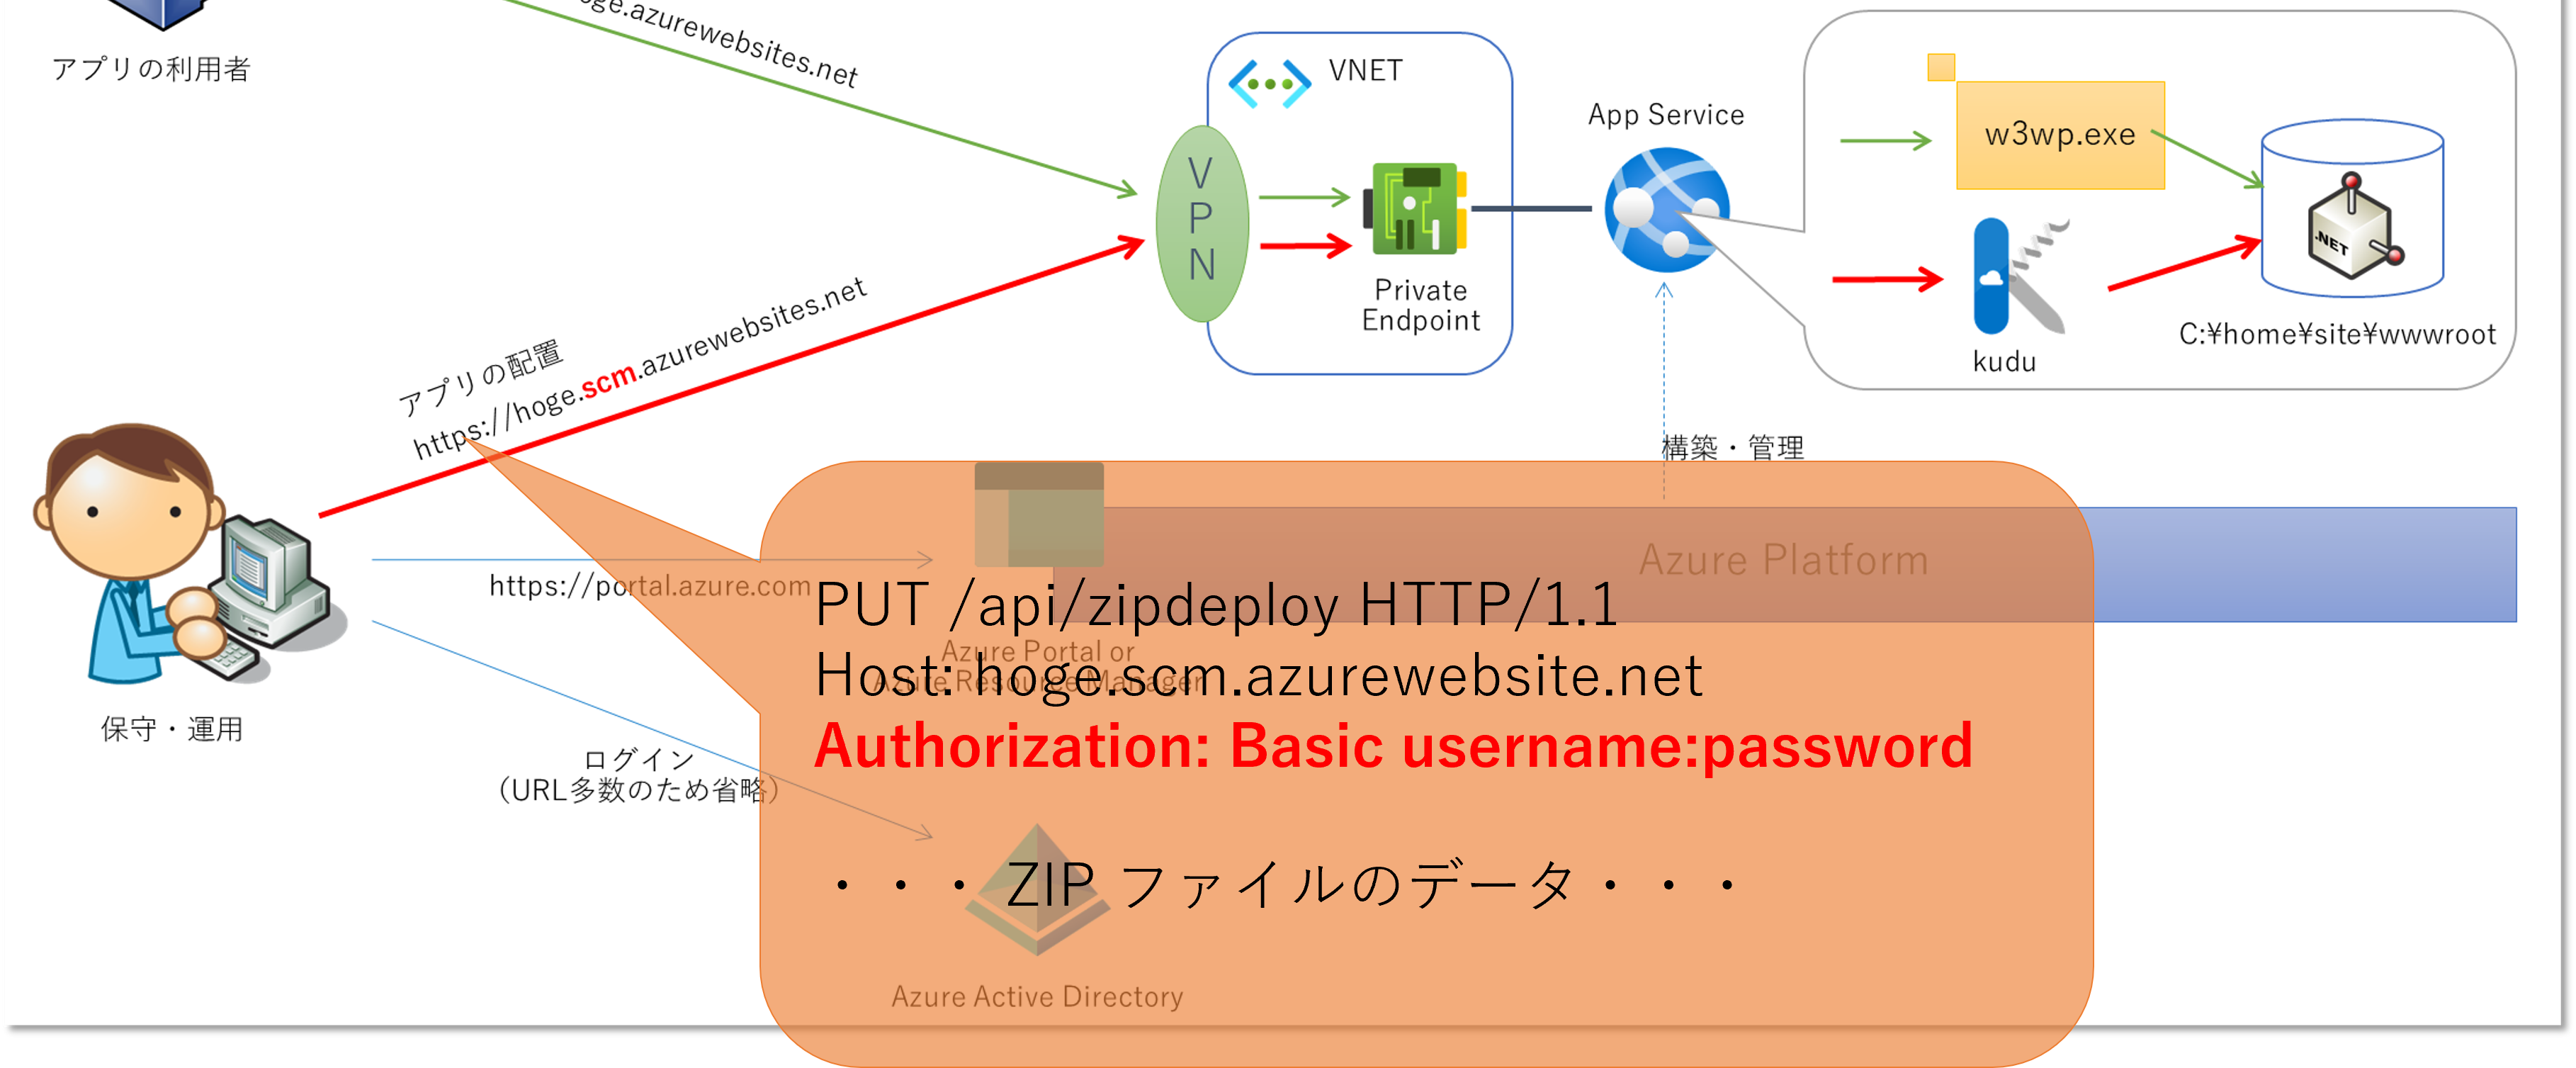 oge.azurewebsites.net
アプリの利用者
VNET
App Service
w3wp.exe
V
P
N
.NET
Private
Endpoint
C:¥home¥site¥wwwroot
kudu
アプリの配置
https://hoge.scm.azurewebsites.net
構築・管理
Azure Platform
https://portal.azure.com
PUT /api/zipdeploy HTTP/1.1
Azure Portal or
Azure Resource Manager
Host: hoge.scm.azurewebsite.net
Authorization: Basic username:password
保守・運用
ログイン
（URL多数のため省略）
・・・ ZIP ファイルのデータ・・・
Azure Active Directory